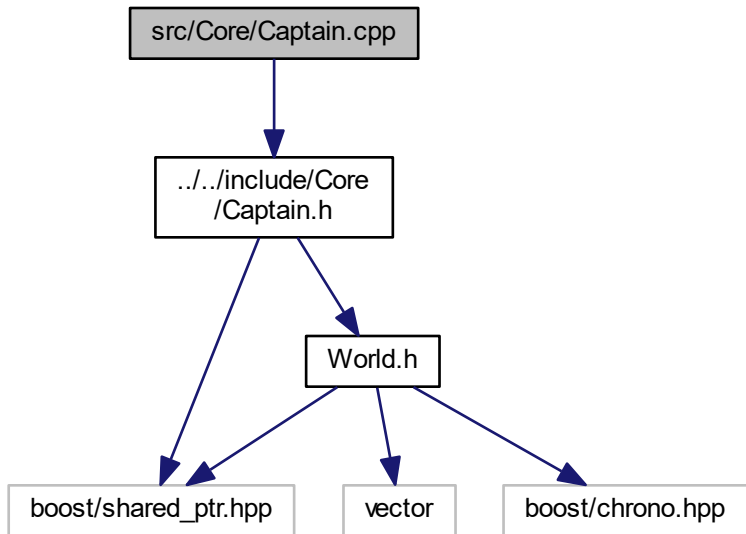 src/Core/Captain.cpp
../../include/Core
/Captain.h
World.h
boost/shared_ptr.hpp
vector
boost/chrono.hpp